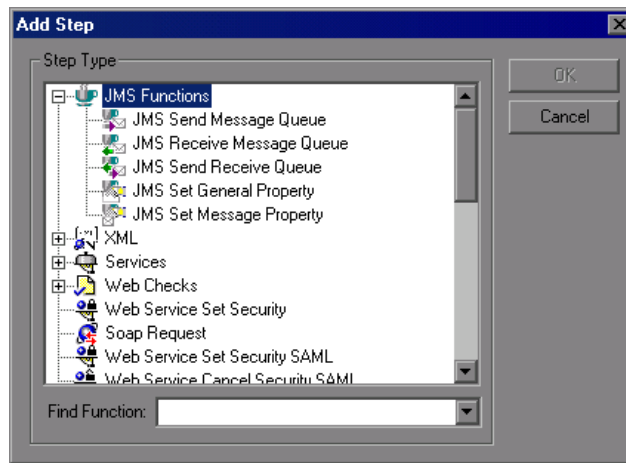 Add Step
Step Type
JMS Functions
JMS Send Message Queue
JMS Receive Message Queue
JMS Send Receive Queue
JMS Set General Property
JMS Set Message Property
XML
Services
Web Checks
Web Service Set Security
Soap Request
Web Service Set Security SAML
Web Service Cancel Security SAML
Find Function:
OK
Cancel